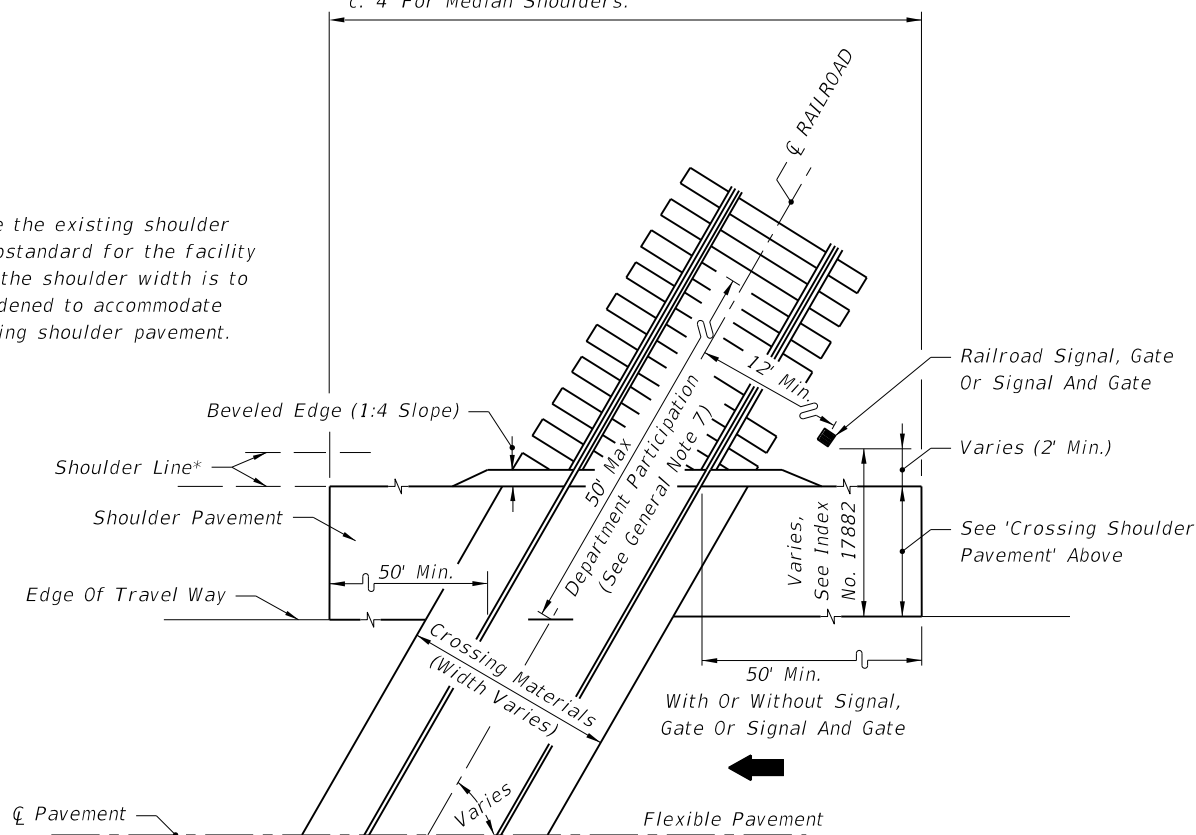 c. 4' For Median Shoulders.
℄ RAILROAD
the existing shoulder
for the facility
the shoulder width is to
to accommodate
shoulder pavement.
12' Min.
Railroad Signal, Gate
Or Signal And Gate
Beveled Edge (1:4 Slope)
Varies (2' Min.)
Shoulder Line*
50' Max
Department Participation
(See General Note 7)
Shoulder Pavement
Varies,
See Index
No. 17882
See 'Crossing Shoulder
Pavement' Above
50' Min.
Edge Of Travel Way
Crossing Materials
(Width Varies)
50' Min.
With Or Without Signal,
Gate Or Signal And Gate
Varies
℄ Pavement
Flexible Pavement